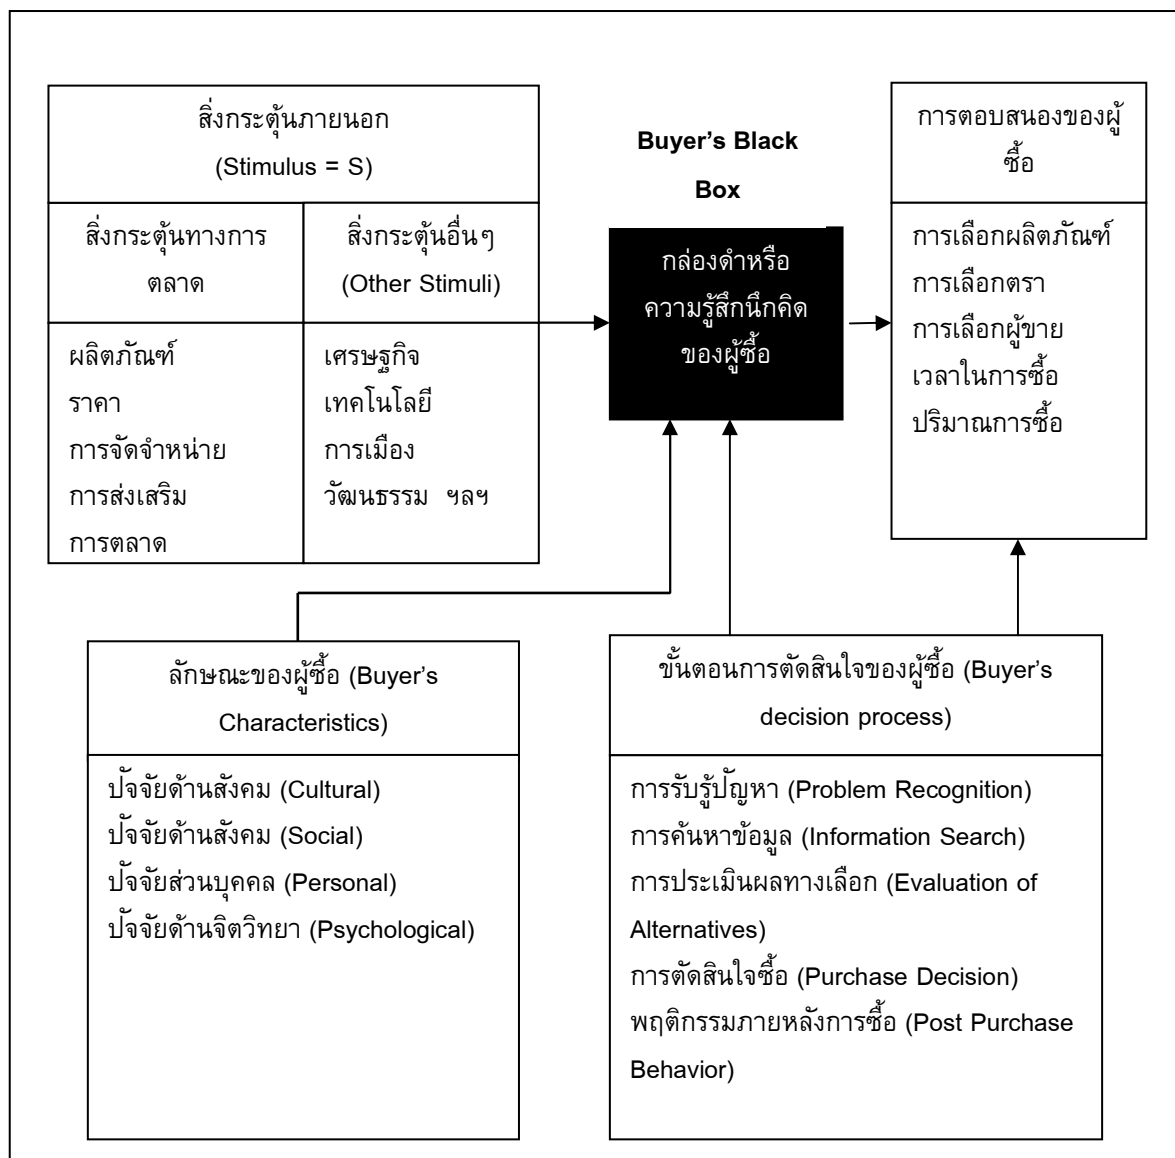 สิ่งกระตุ้นภายนอก
(Stimulus = S)
สิ่งกระตุ้นทางการ
ตลาด
ผลิตภัณฑ์
ราคา
การจัดจำหน่าย
การส่งเสริม
การตลาด
สิ่งกระตุ้นอื่นๆ
(Other Stimuli)
เศรษฐกิจ
เทคโนโลยี
การเมือง
วัฒนธรรม ฯลฯ
Buyer's Black
Box
กล่องดำหรือ
ความรู้สึกนึกคิด
ของผู้ซื้อ
การตอบสนองของผู้
ซื้อ
การเลือกผลิตภัณฑ์
การเลือกตรา
การเลือกผู้ขาย
เวลาในการซื้อ
ปริมาณการซื้อ
ลักษณะของผู้ซื้อ (Buyer's
Characteristics)
ปัจจัยด้านสังคม (Cultural)
ปัจจัยด้านสังคม (Social)
ปัจจัยส่วนบุคคล (Personal)
ปัจจัยด้านจิตวิทยา (Psychological)
ขั้นตอนการตัดสินใจของผู้ซื้อ (Buyer's
decision process)
การรับรู้ปัญหา (Problem Recognition)
การค้นหาข้อมูล (Information Search)
การประเมินผลทางเลือก (Evaluation of
Alternatives)
การตัดสินใจซื้อ (Purchase Decision)
พฤติกรรมภายหลังการซื้อ (Post Purchase
Behavior)